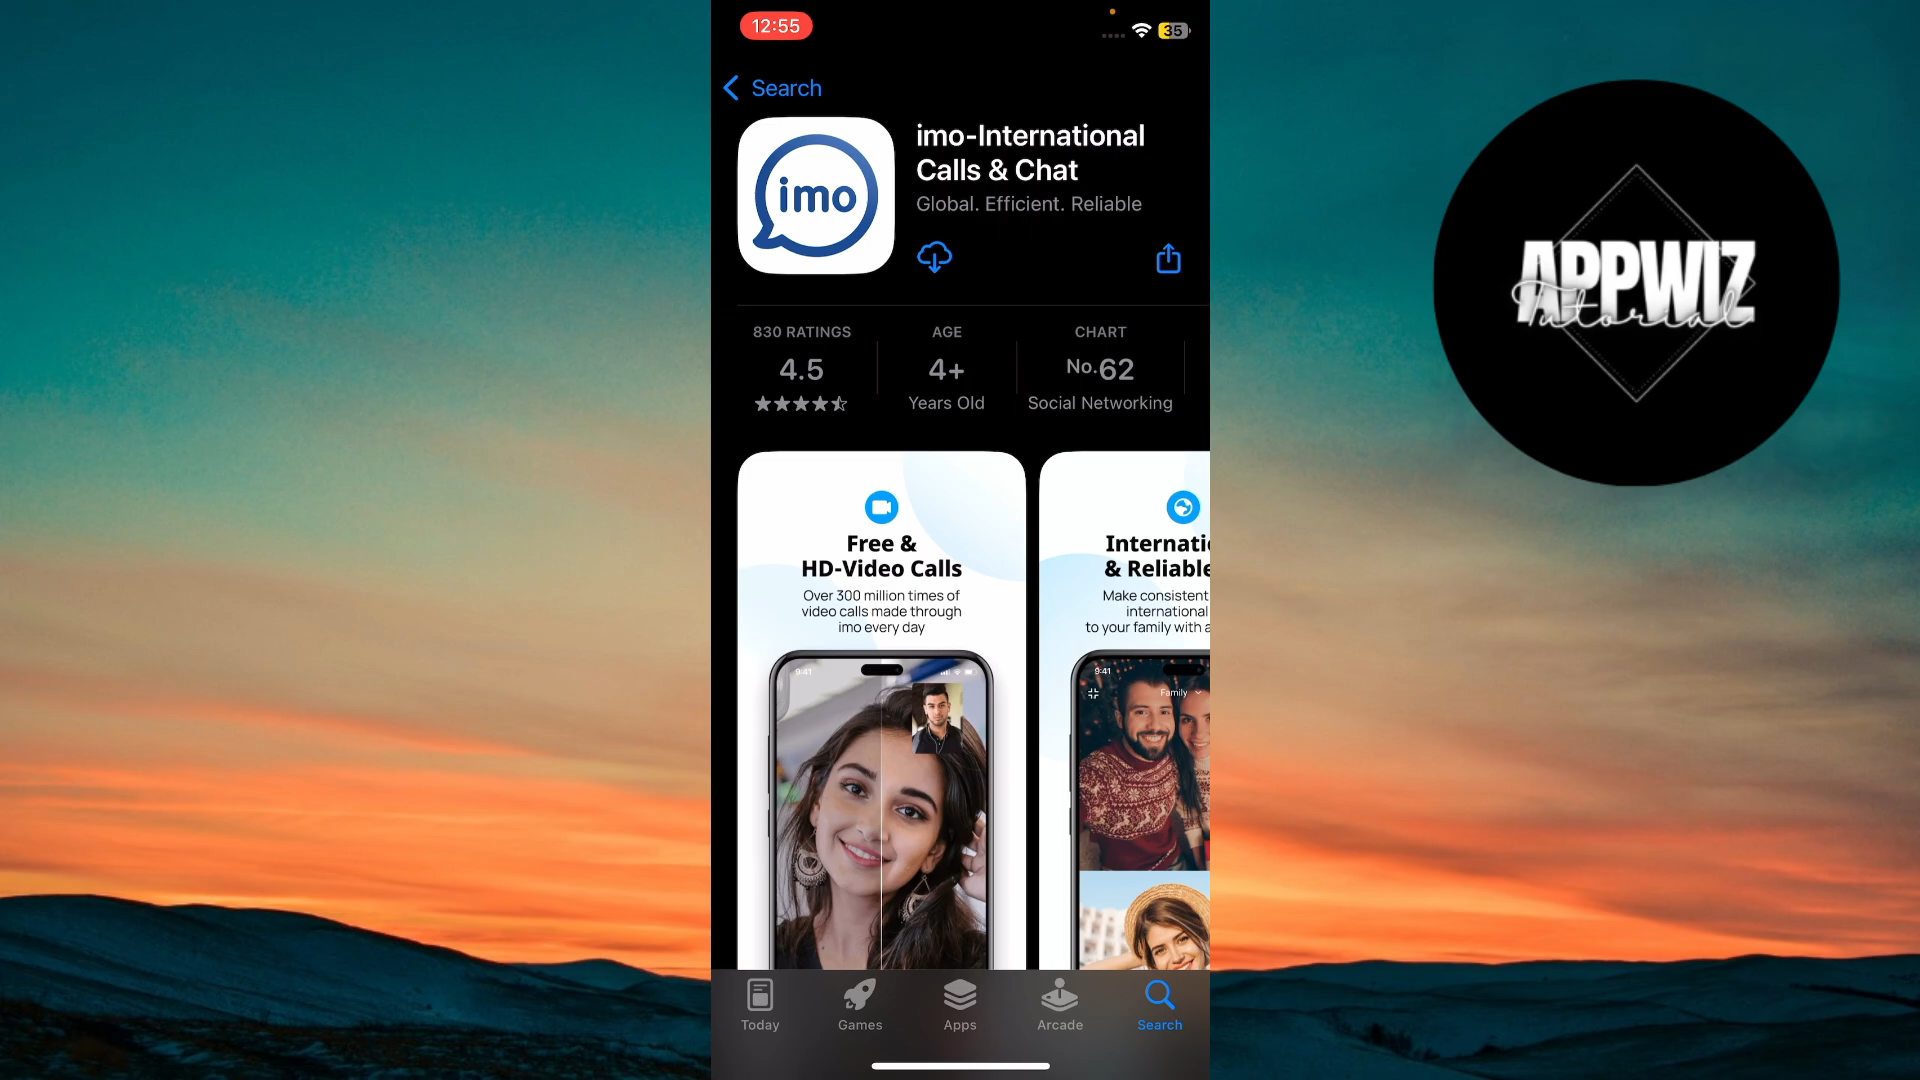 12:55
35
Search
imo
imo-International
Calls & Chat
Global. Efficient. Reliable
830 RATINGS
4.5
AGE
4+
Years Old
CHART
No.62
Social Networking
Free &
HD-Video Calls
Over 300 million times of
video calls made through
imo every day
9:41
Internati
& Reliable
Make consistent
international
to your family with a
9:41
Family
Today
Games
Apps
Arcade
Search
APPWIZ
Tutorial